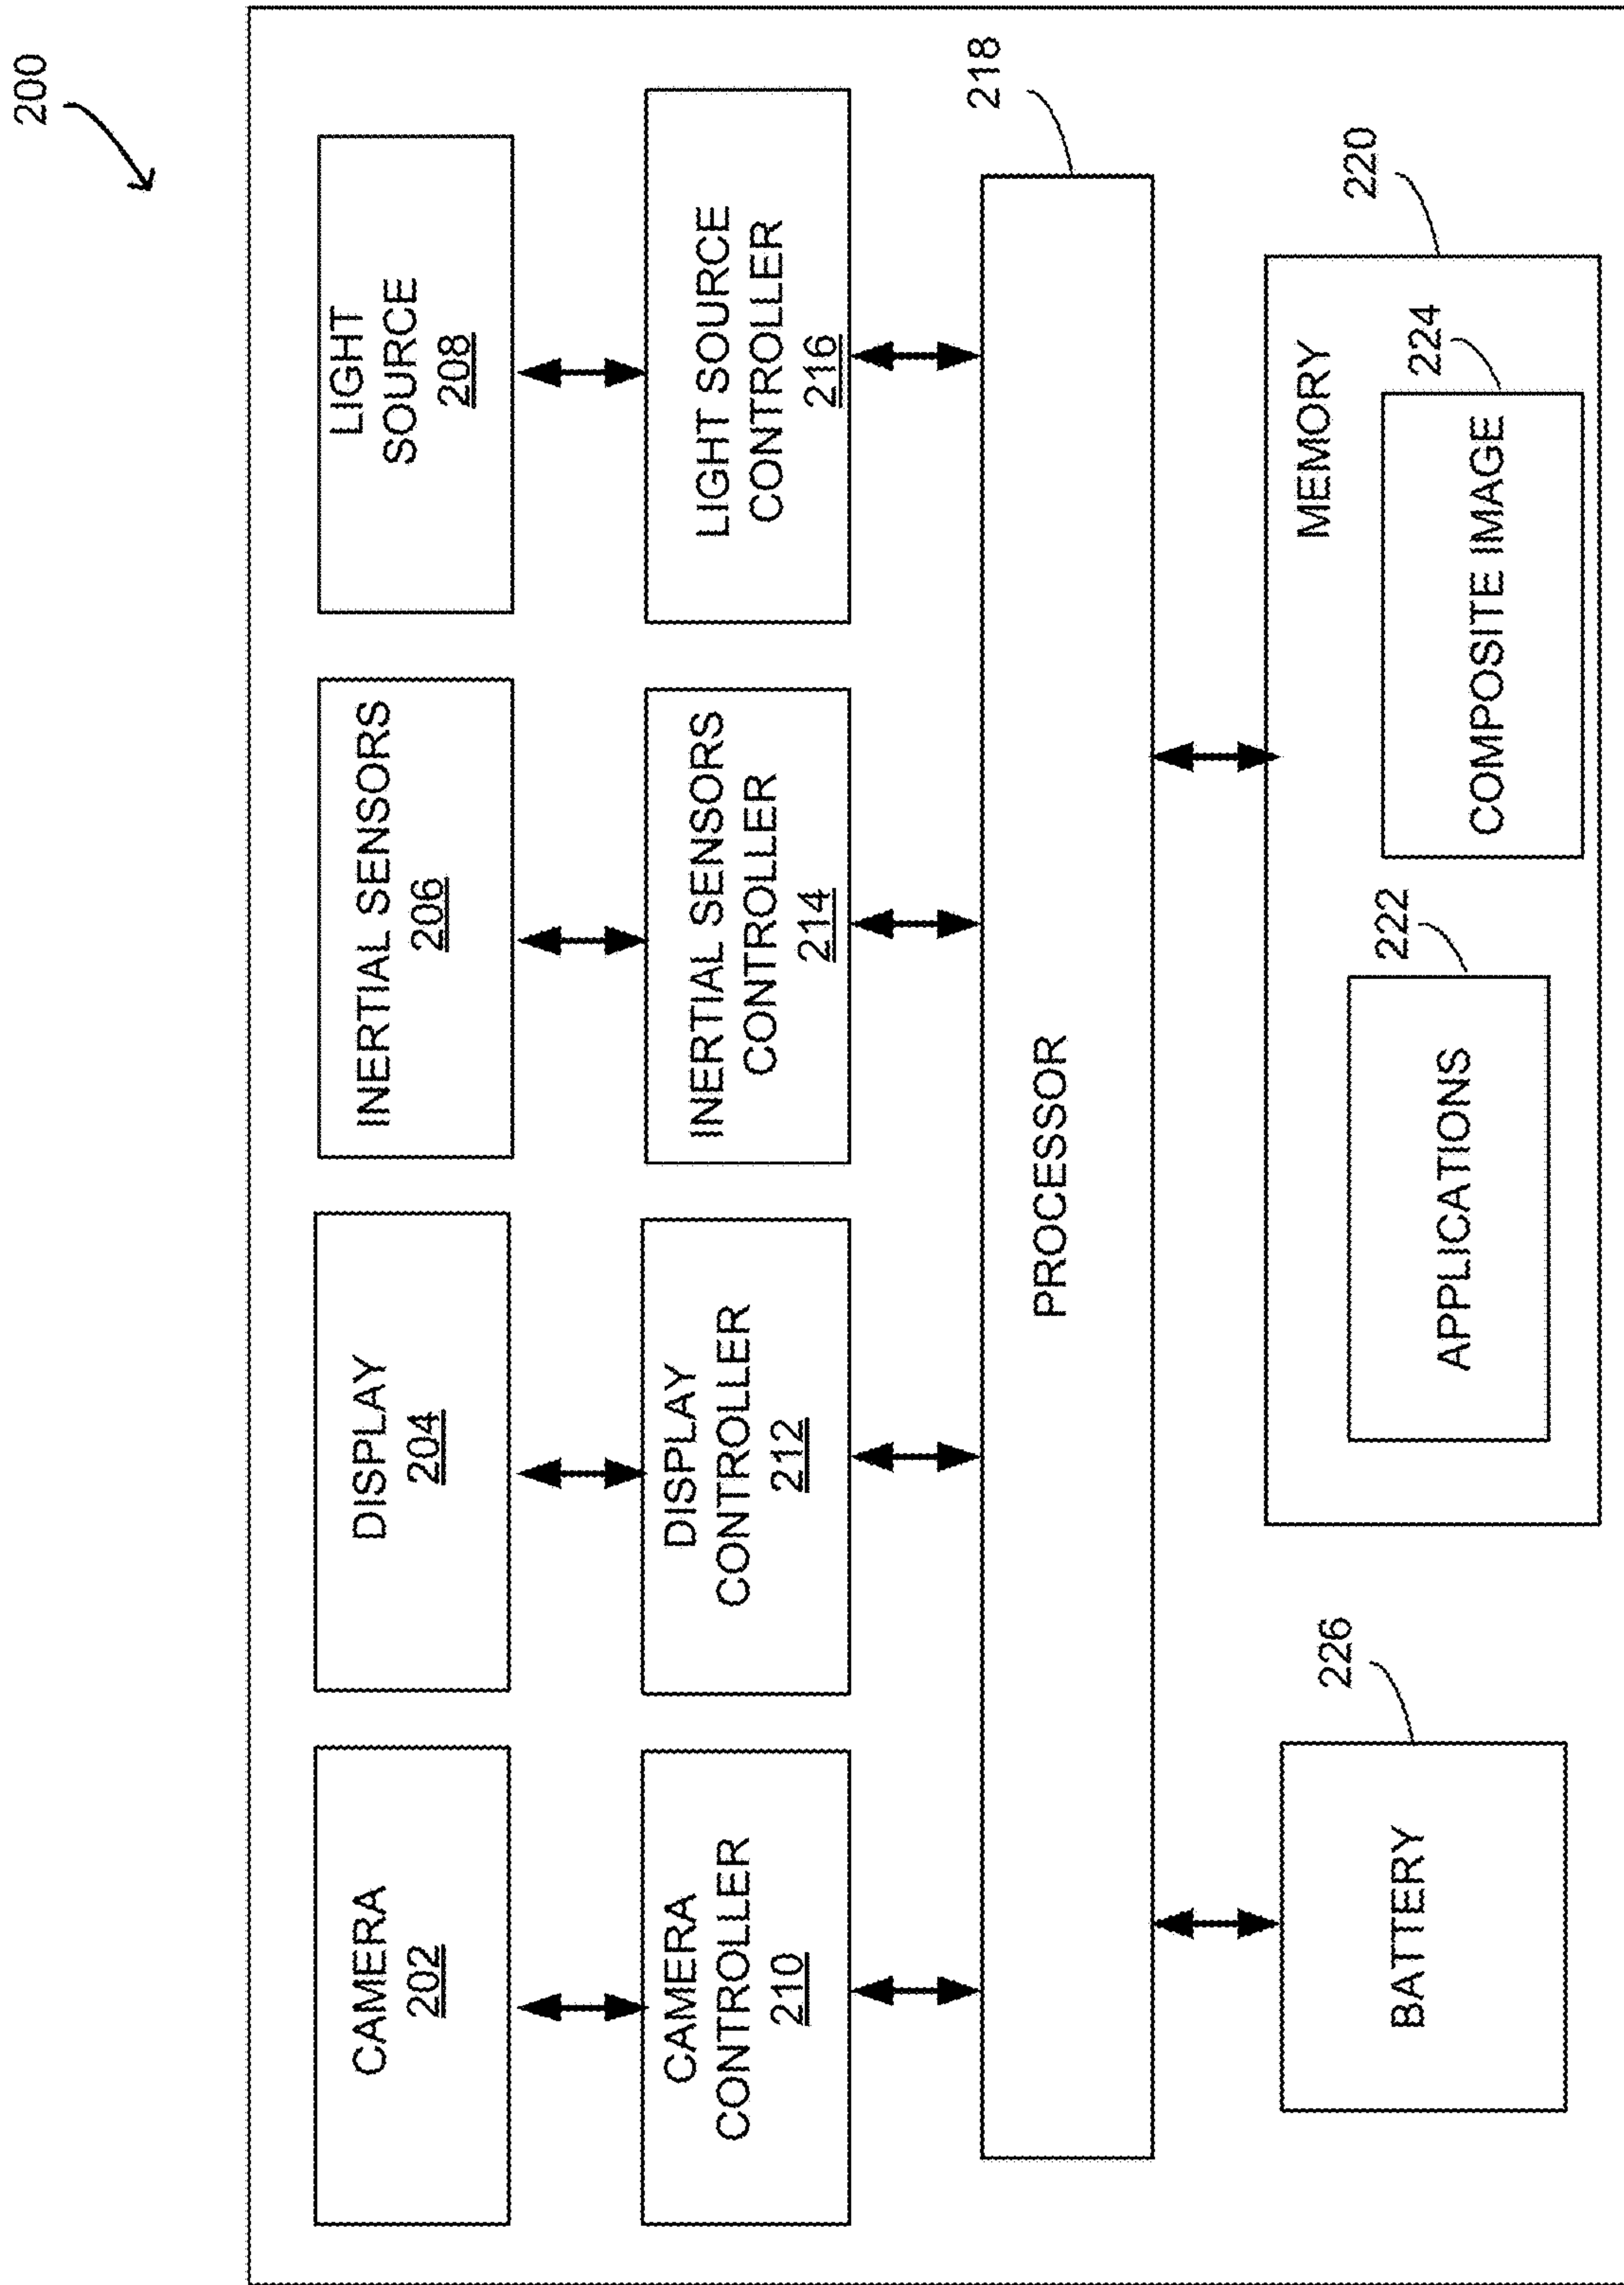 200
CAMERA
202
DISPLAY
204
INERTIAL SENSORS
206
LIGHT
SOURCE
208
CAMERA
CONTROLLER
210
DISPLAY
CONTROLLER
212
INERTIAL SENSORS
CONTROLLER
214
LIGHT SOURCE
CONTROLLER
216
218
PROCESSOR
226
BATTERY
220
MEMORY
222
APPLICATIONS
224
COMPOSITE IMAGE